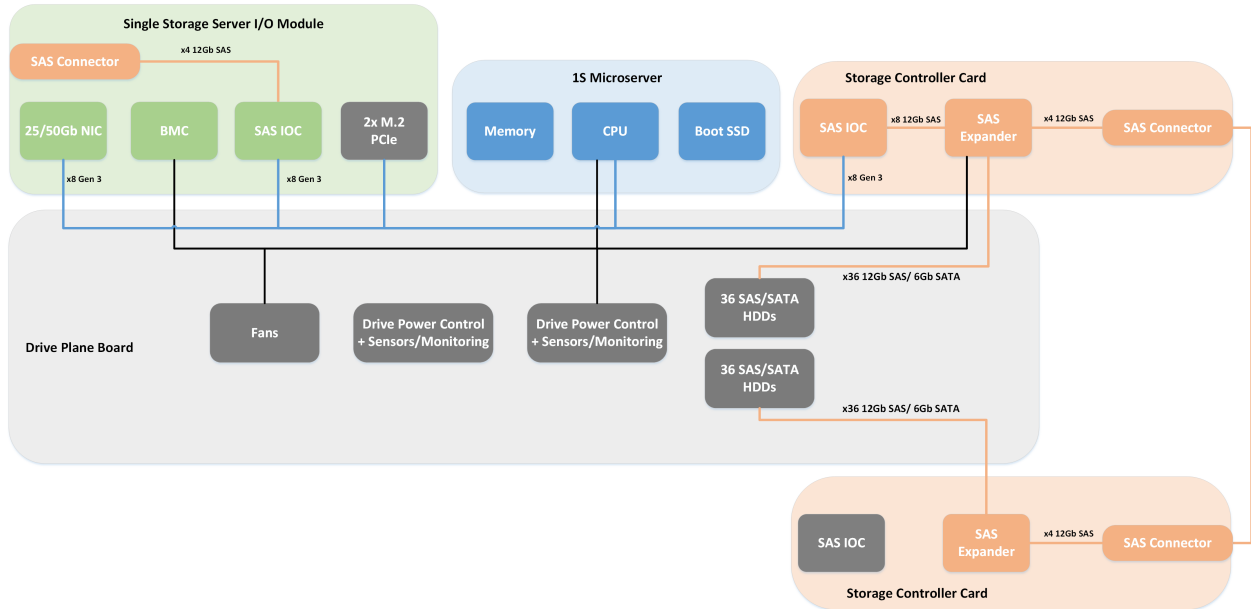 Single Storage Server I/O Module
SAS Connector
x4 12Gb SAS
25/50Gb NIC
BMC
SAS IOC
2x M.2
PCIe
x8 Gen 3
x8 Gen 3
1S Microserver
Memory
CPU
Boot SSD
Storage Controller Card
SAS IOC
x8 12Gb SAS
SAS
Expander
x4 12Gb SAS
SAS Connector
x8 Gen 3
Drive Plane Board
Fans
Drive Power Control
+ Sensors/Monitoring
Drive Power Control
+ Sensors/Monitoring
x36 12Gb SAS/ 6Gb SATA
36 SAS/SATA
HDDs
36 SAS/SATA
HDDs
x36 12Gb SAS/ 6Gb SATA
SAS IOC
SAS
Expander
x4 12Gb SAS
SAS Connector
Storage Controller Card